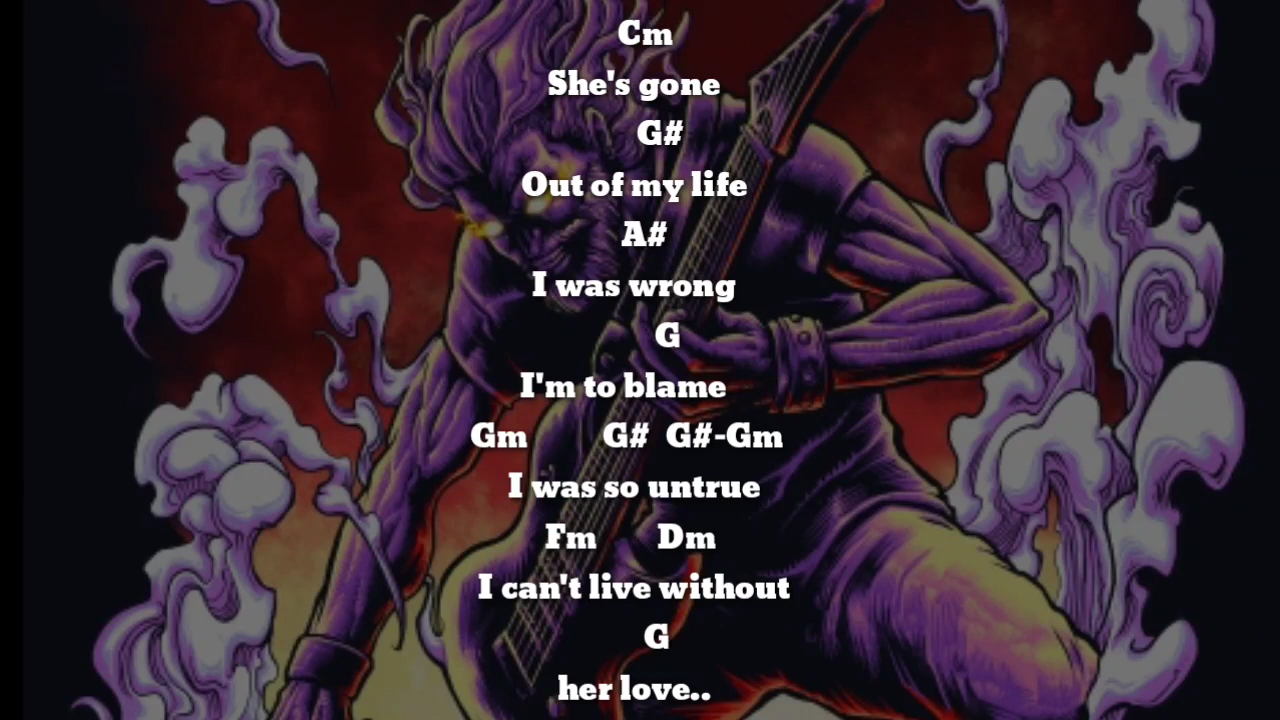 Cm
She's gone
G#
Out of my life
A#
I was wrong
G
I'm to blame
Gm G# G#-Gm
I was so untrue
Fm Dm
I can't live without
G
her love..